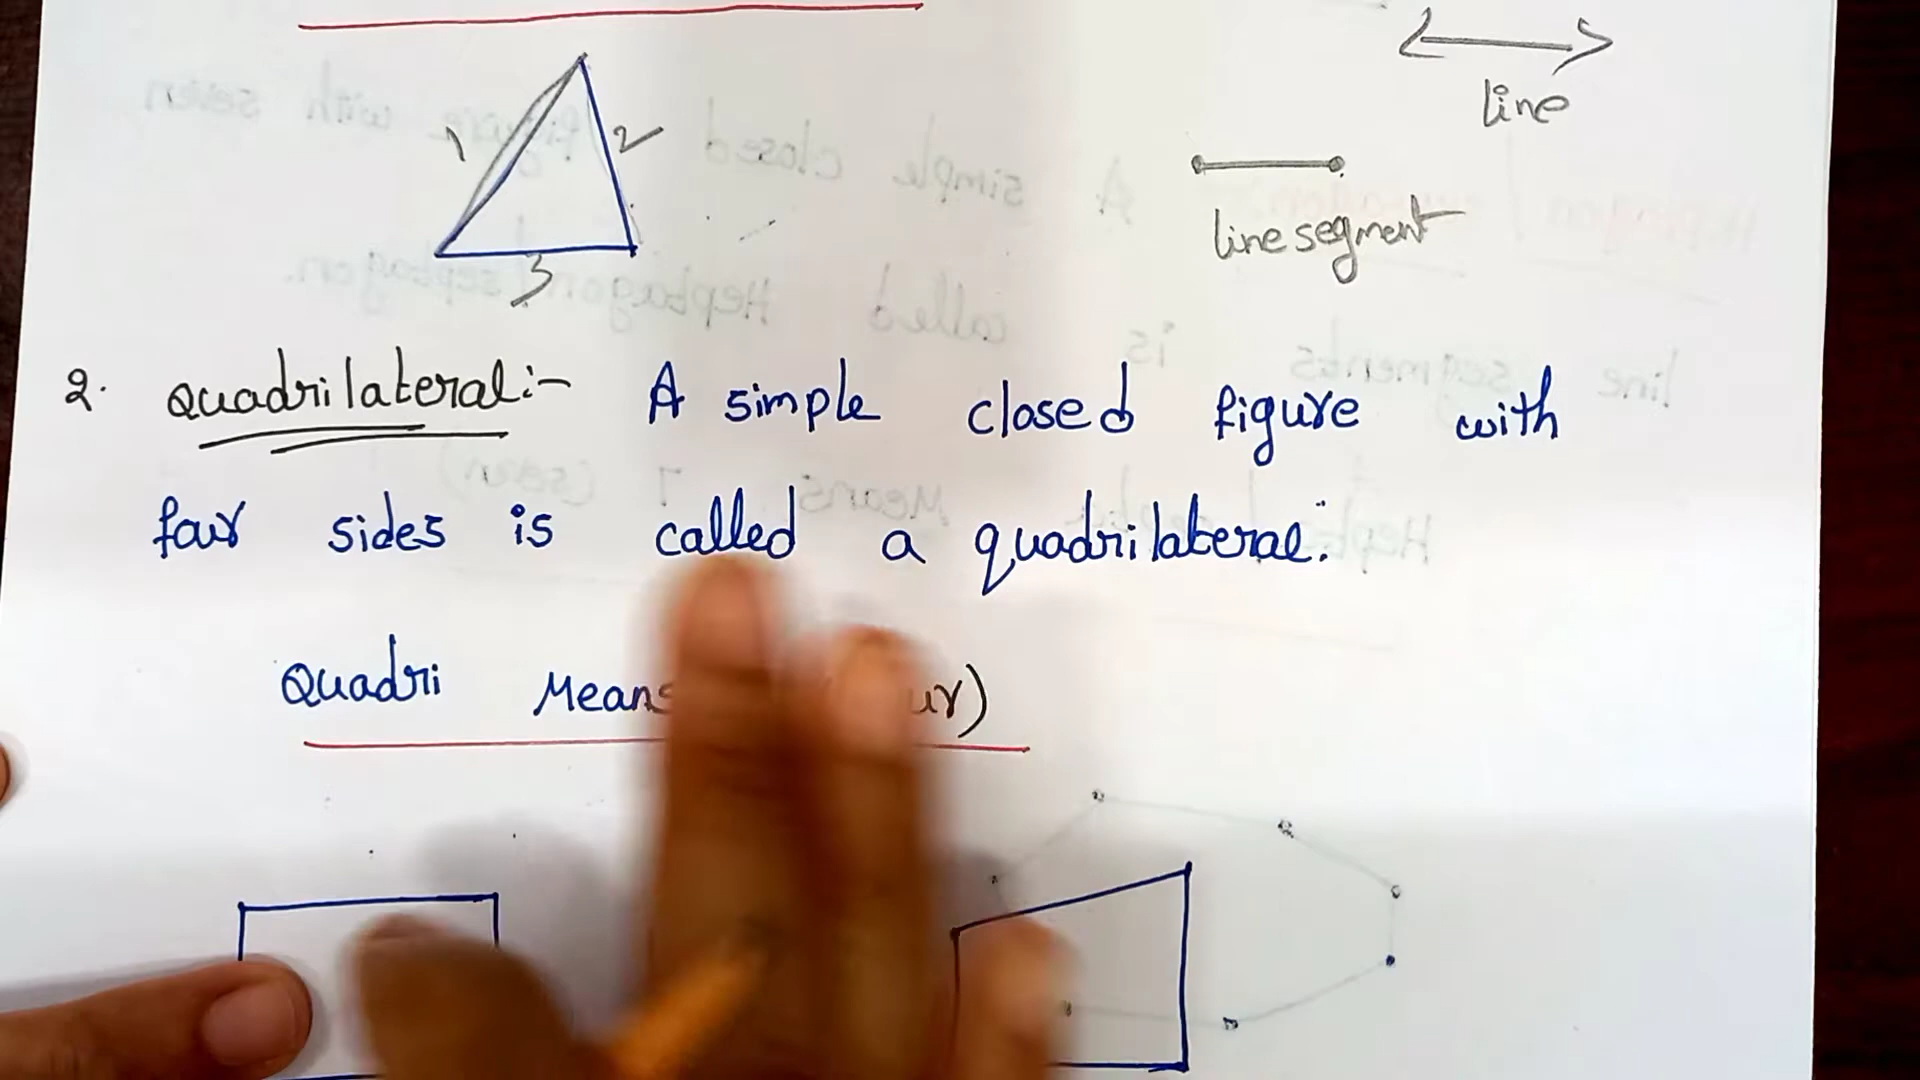 line
1
2
3
line segment
2. Quadrilateral:- A simple closed figure with
four sides is called a quadrilateral.
Quadri Means